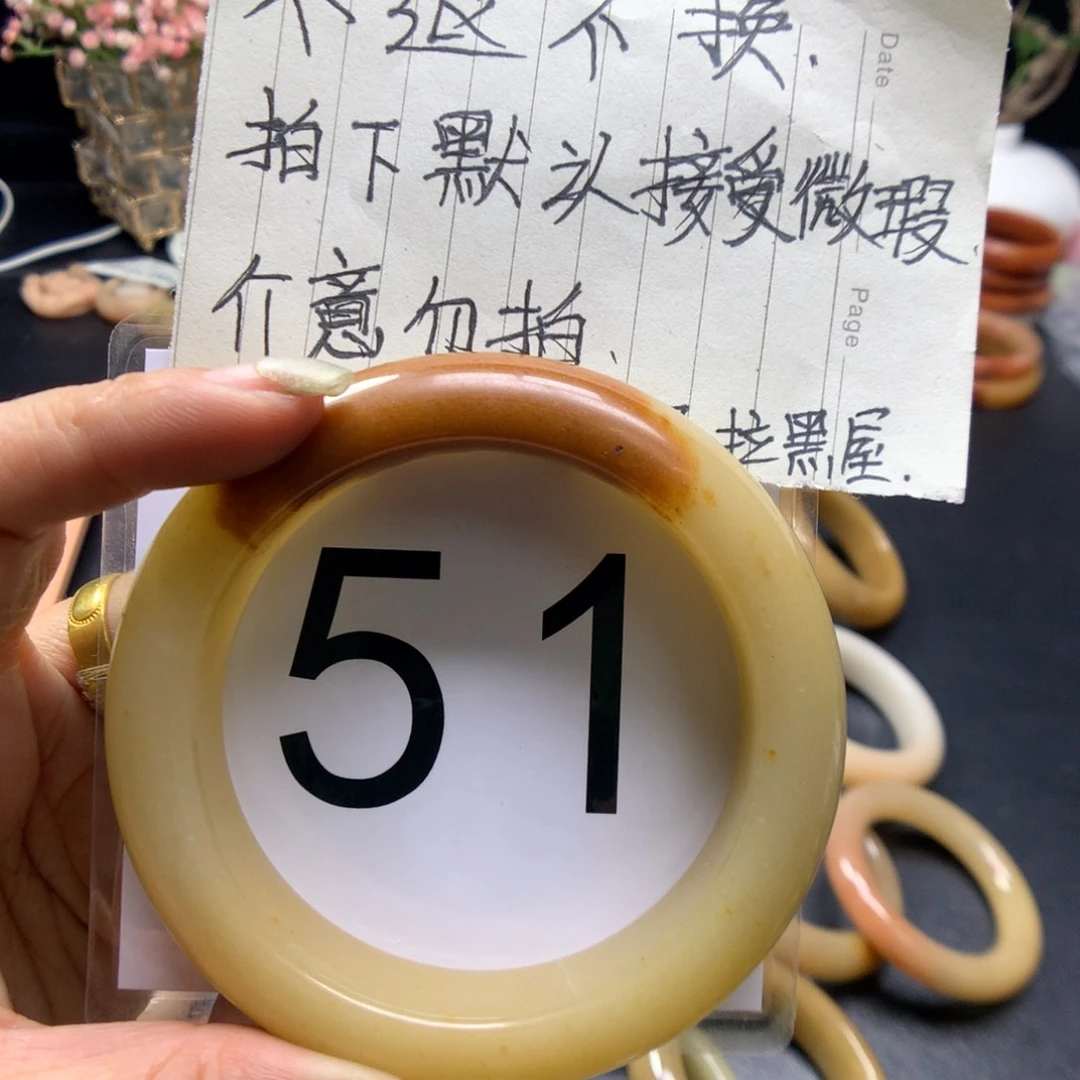 不退不换.
拍下默认接受微瑕.
介意勿拍.
拉黑屋.
Date
Page
51